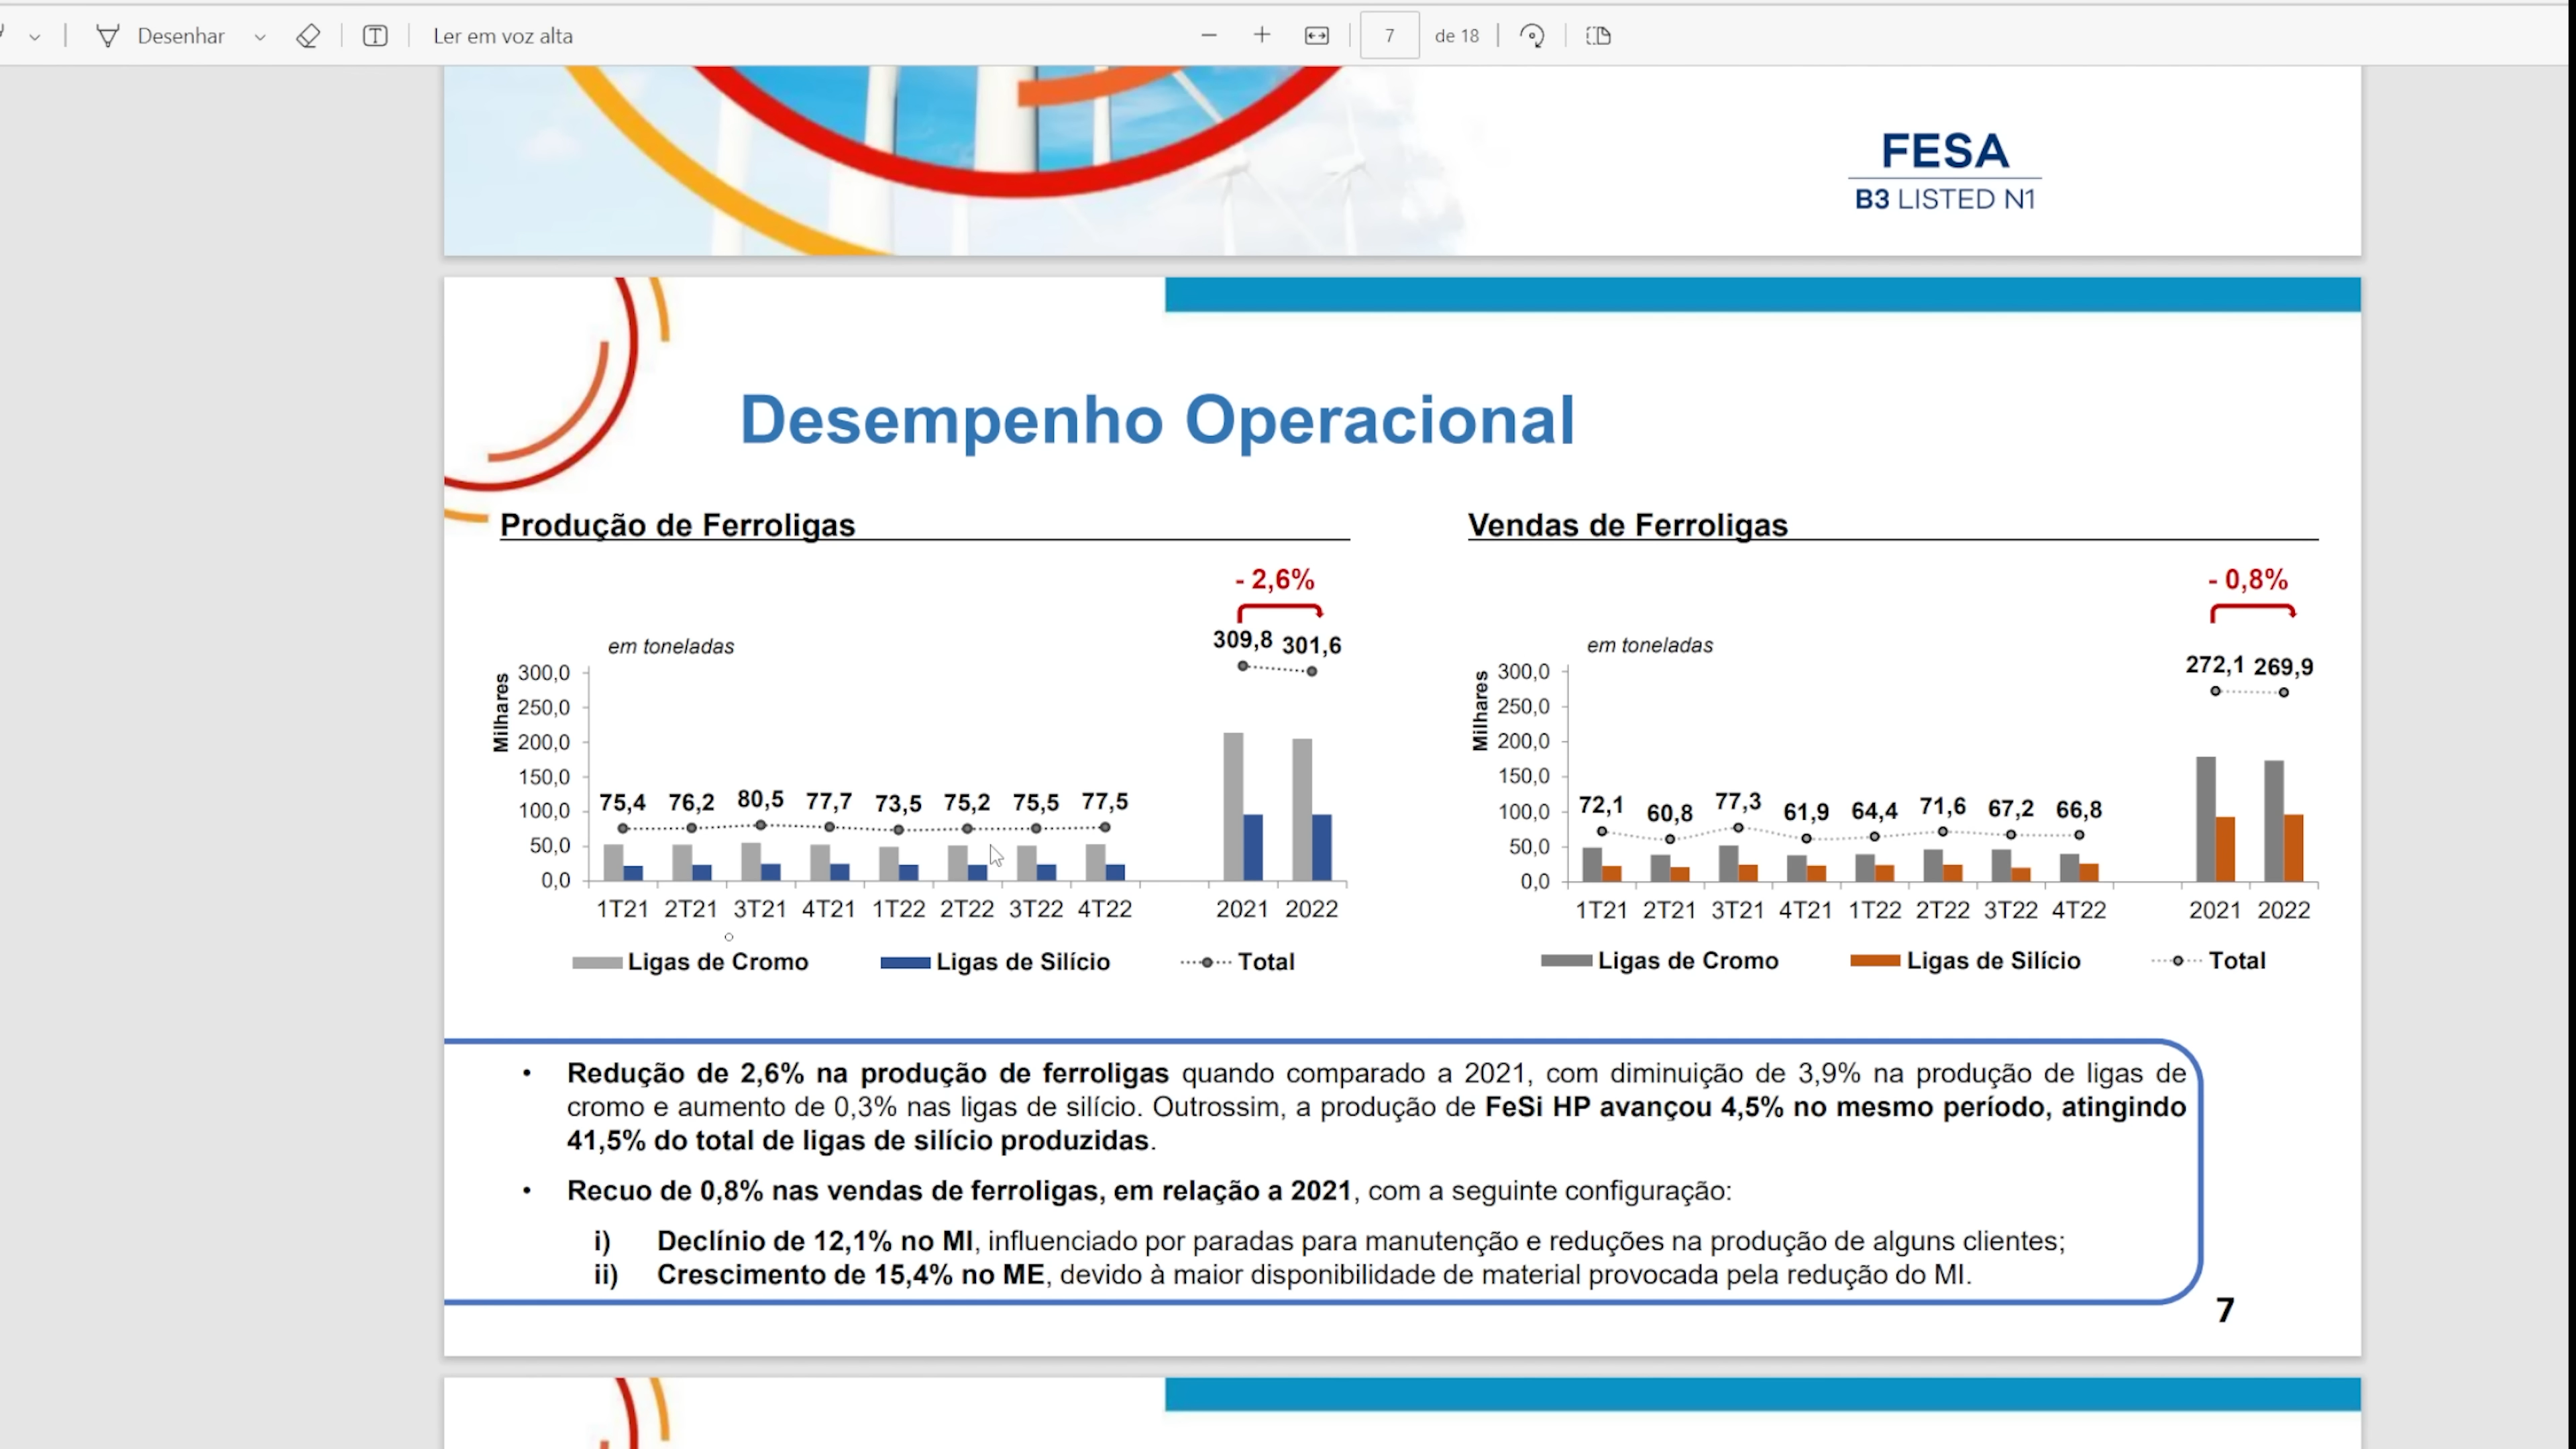 Desenhar
Ler em voz alta
7
de 18
FESA
B3 LISTED N1
Desempenho Operacional
Produção de Ferroligas
- 2,6%
309,8 301,6
em toneladas
Milhares
300,0
250,0
200,0
150,0
100,0
50,0
0,0
75,4 76,2 80,5 77,7 73,5 75,2 75,5 77,5
1T21 2T21 3T21 4T21 1T22 2T22 3T22 4T22 2021 2022
Ligas de Cromo Ligas de Silício Total
Vendas de Ferroligas
- 0,8%
272,1 269,9
em toneladas
Milhares
300,0
250,0
200,0
150,0
100,0
50,0
0,0
72,1 60,8 77,3 61,9 64,4 71,6 67,2 66,8
1T21 2T21 3T21 4T21 1T22 2T22 3T22 4T22 2021 2022
Ligas de Cromo Ligas de Silício Total
• Redução de 2,6% na produção de ferroligas quando comparado a 2021, com diminuição de 3,9% na produção de ligas de
cromo e aumento de 0,3% nas ligas de silício. Outrossim, a produção de FeSi HP avançou 4,5% no mesmo período, atingindo
41,5% do total de ligas de silício produzidas.
• Recuo de 0,8% nas vendas de ferroligas, em relação a 2021, com a seguinte configuração:
i) Declínio de 12,1% no MI, influenciado por paradas para manutenção e reduções na produção de alguns clientes;
ii) Crescimento de 15,4% no ME, devido à maior disponibilidade de material provocada pela redução do MI.
7